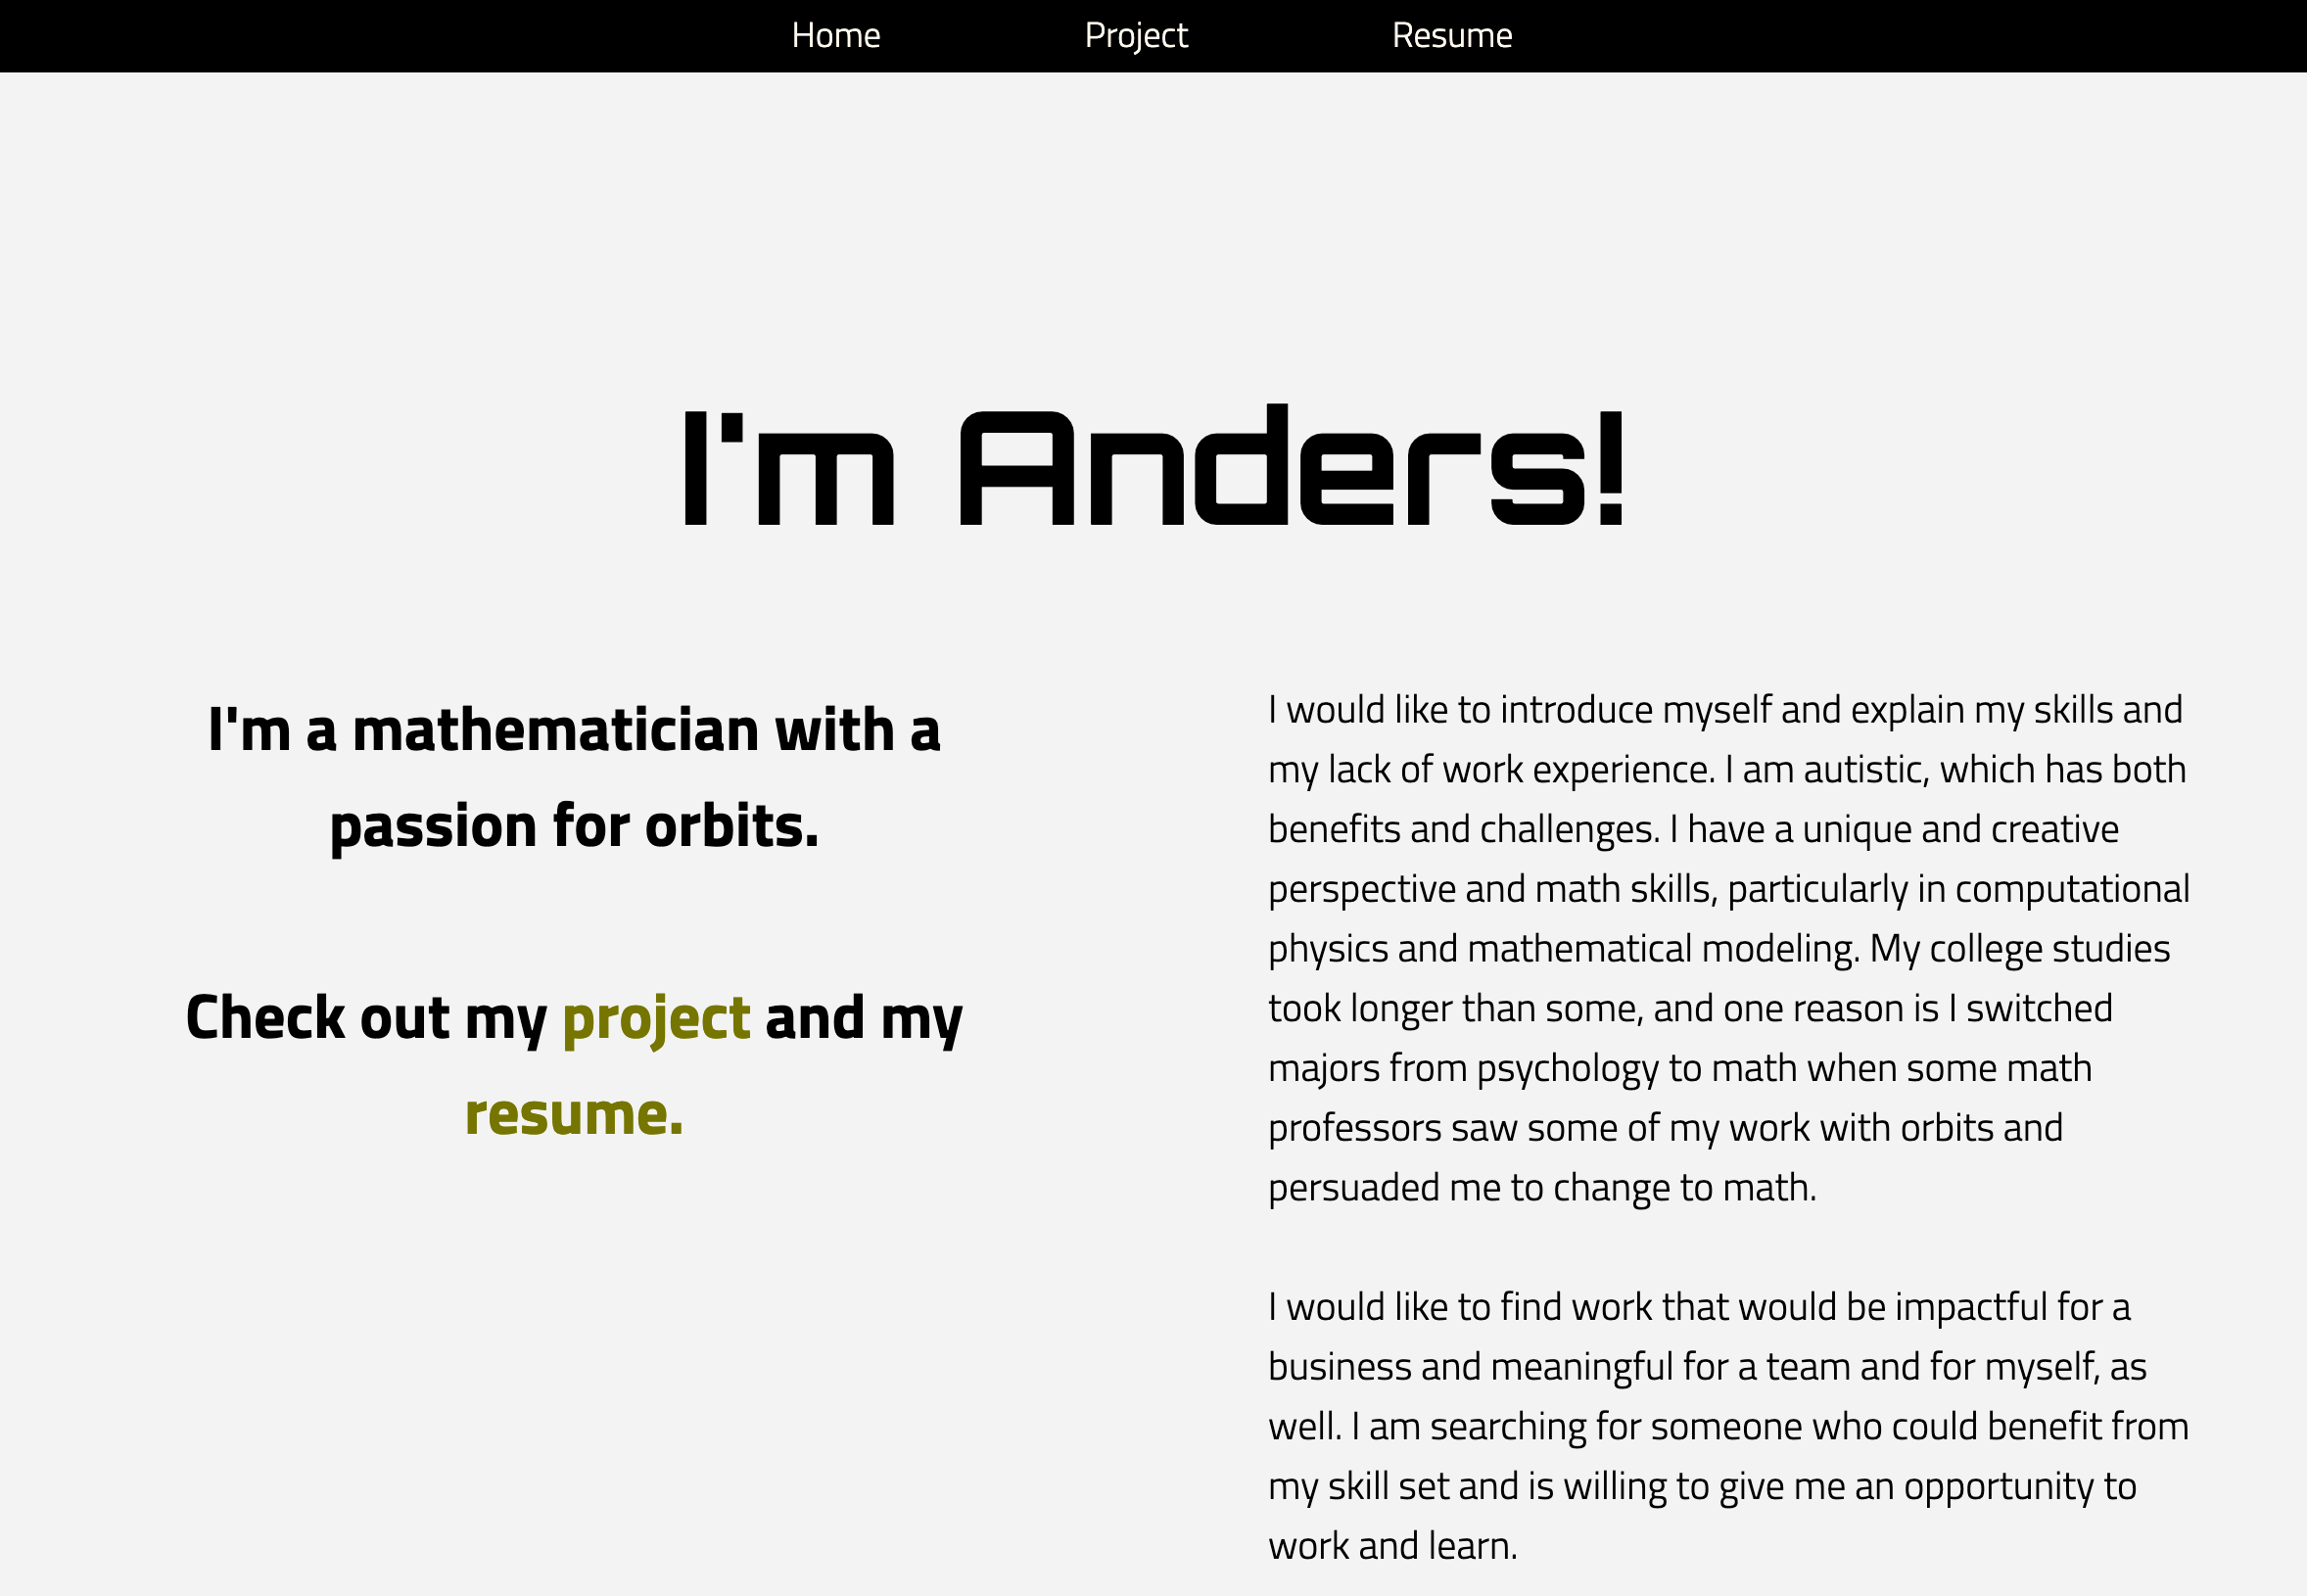 Home Project Resume
I'm Anders!
I'm a mathematician with a
passion for orbits.
Check out my project and my
resume.
I would like to introduce myself and explain my skills and
my lack of work experience. I am autistic, which has both
benefits and challenges. I have a unique and creative
perspective and math skills, particularly in computational
physics and mathematical modeling. My college studies
took longer than some, and one reason is I switched
majors from psychology to math when some math
professors saw some of my work with orbits and
persuaded me to change to math.
I would like to find work that would be impactful for a
business and meaningful for a team and for myself, as
well. I am searching for someone who could benefit from
my skill set and is willing to give me an opportunity to
work and learn.